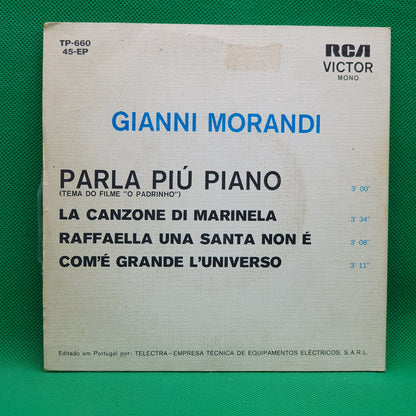 TP-660
45-EP
RCA
VICTOR
MONO
GIANNI MORANDI
PARLA PIÚ PIANO 3' 00"
(TEMA DO FILME "O PADRINHO")
LA CANZONE DI MARINELA 3' 34"
RAFFAELLA UNA SANTA NON É 3' 08"
COM'É GRANDE L'UNIVERSO 3' 11"
Editado em Portugal por: TELECTRA-EMPRESA TÉCNICA DE EQUIPAMENTOS ELÉCTRICOS, S.A.R.L.